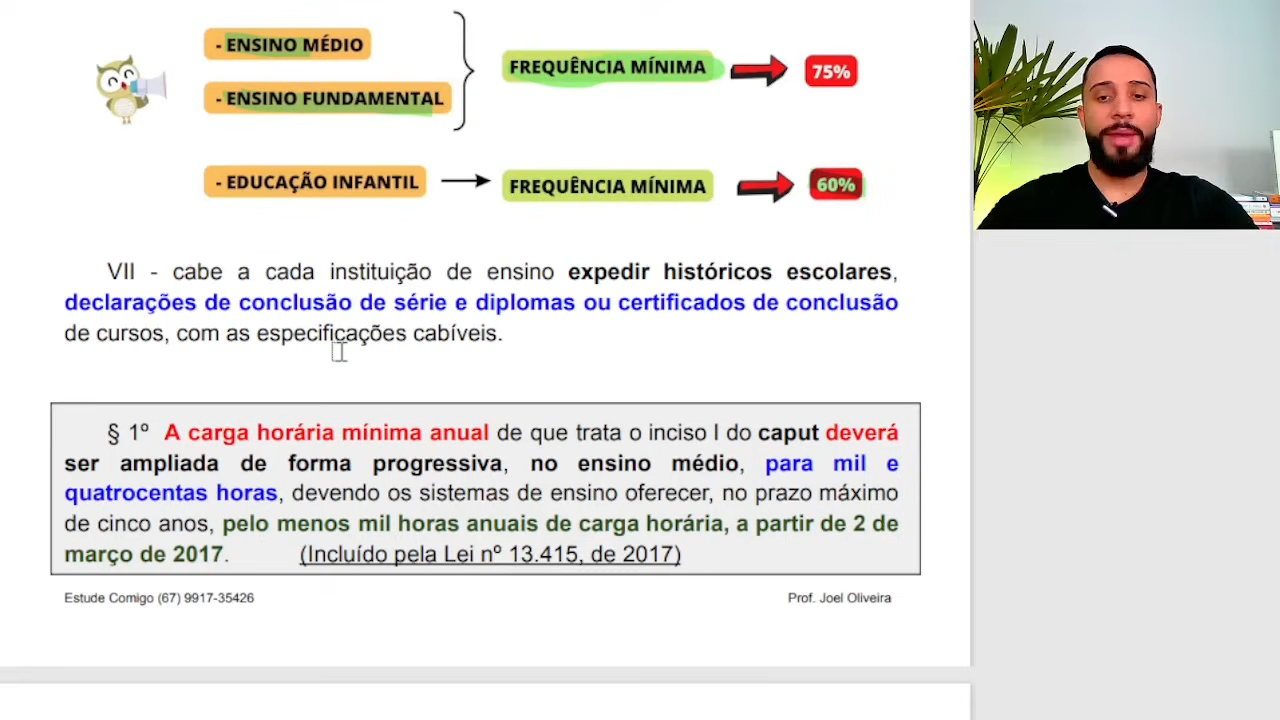 - ENSINO MÉDIO
- ENSINO FUNDAMENTAL
FREQUÊNCIA MÍNIMA
75%
- EDUCAÇÃO INFANTIL
FREQUÊNCIA MÍNIMA
60%
VII - cabe a cada instituição de ensino expedir históricos escolares,
declarações de conclusão de série e diplomas ou certificados de conclusão
de cursos, com as especificações cabíveis.
§ 1º A carga horária mínima anual de que trata o inciso I do caput deverá
ser ampliada de forma progressiva, no ensino médio, para mil e
quatrocentas horas, devendo os sistemas de ensino oferecer, no prazo máximo
de cinco anos, pelo menos mil horas anuais de carga horária, a partir de 2 de
março de 2017. (Incluído pela Lei nº 13.415, de 2017)
Estude Comigo (67) 9917-35426
Prof. Joel Oliveira